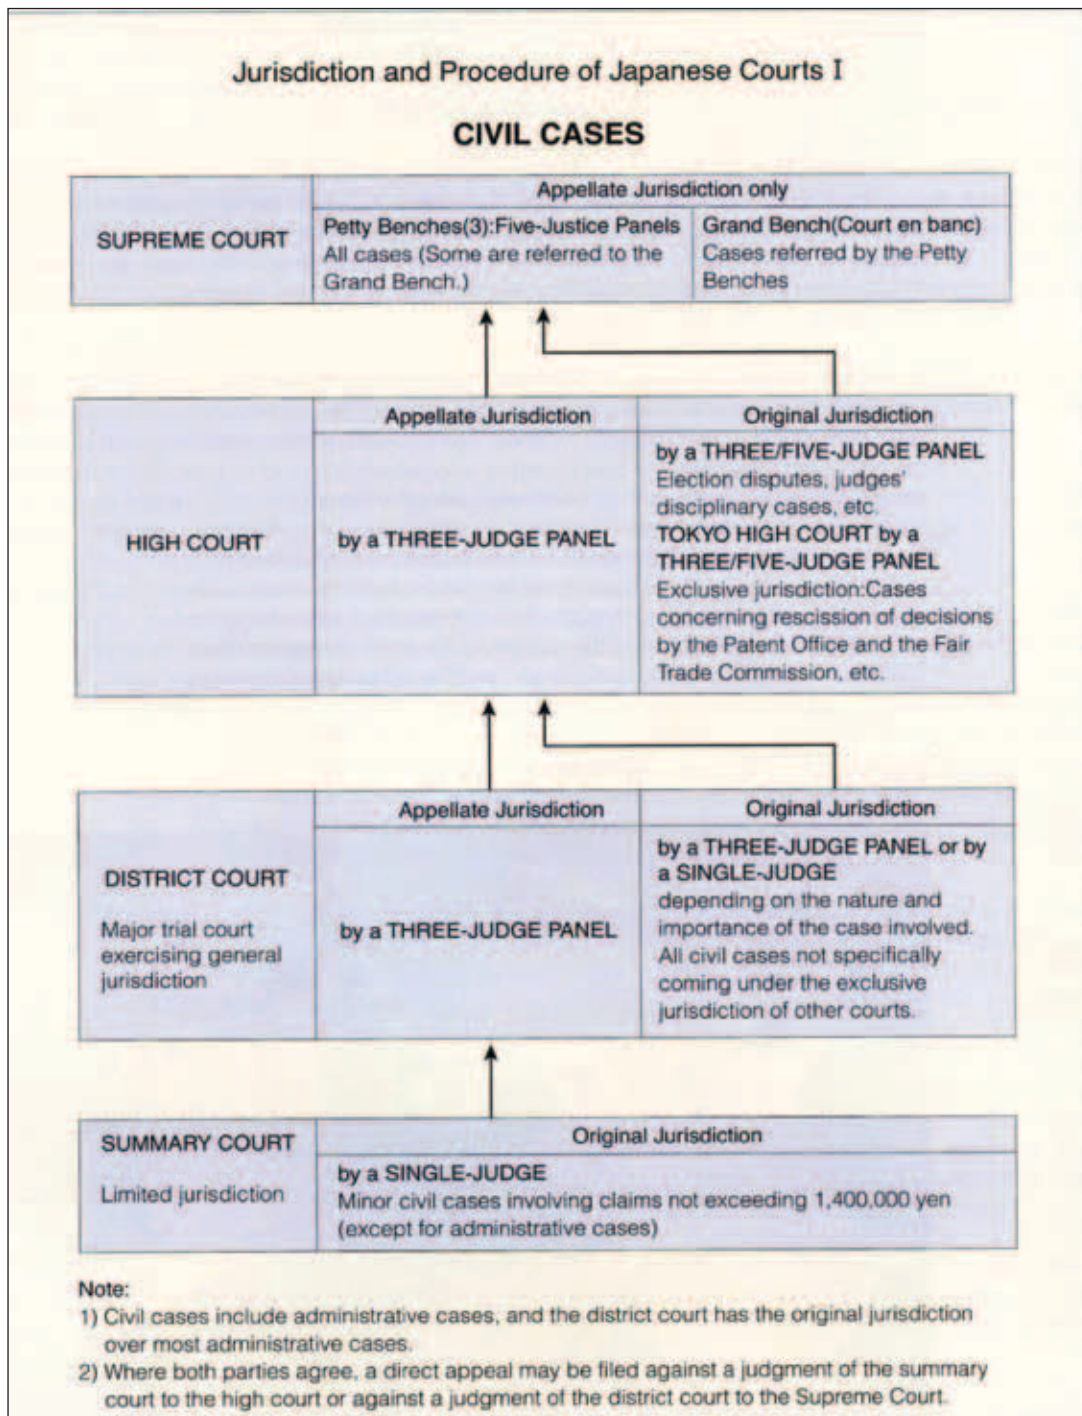 Jurisdiction and Procedure of Japanese Courts I
CIVIL CASES
SUPREME COURT
Appellate Jurisdiction only
Petty Benches(3):Five-Justice Panels
All cases (Some are referred to the
Grand Bench.)
Grand Bench(Court en banc)
Cases referred by the Petty
Benches
HIGH COURT
Appellate Jurisdiction
by a THREE-JUDGE PANEL
Original Jurisdiction
by a THREE/FIVE-JUDGE PANEL
Election disputes, judges'
disciplinary cases, etc.
TOKYO HIGH COURT by a
THREE/FIVE-JUDGE PANEL
Exclusive jurisdiction:Cases
concerning rescission of decisions
by the Patent Office and the Fair
Trade Commission, etc.
DISTRICT COURT
Major trial court
exercising general
jurisdiction
Appellate Jurisdiction
by a THREE-JUDGE PANEL
Original Jurisdiction
by a THREE-JUDGE PANEL or by
a SINGLE-JUDGE
depending on the nature and
importance of the case involved.
All civil cases not specifically
coming under the exclusive
jurisdiction of other courts.
SUMMARY COURT
Limited jurisdiction
Original Jurisdiction
by a SINGLE-JUDGE
Minor civil cases involving claims not exceeding 1,400,000 yen
(except for administrative cases)
Note:
1) Civil cases include administrative cases, and the district court has the original jurisdiction
over most administrative cases.
2) Where both parties agree, a direct appeal may be filed against a judgment of the summary
court to the high court or against a judgment of the district court to the Supreme Court.